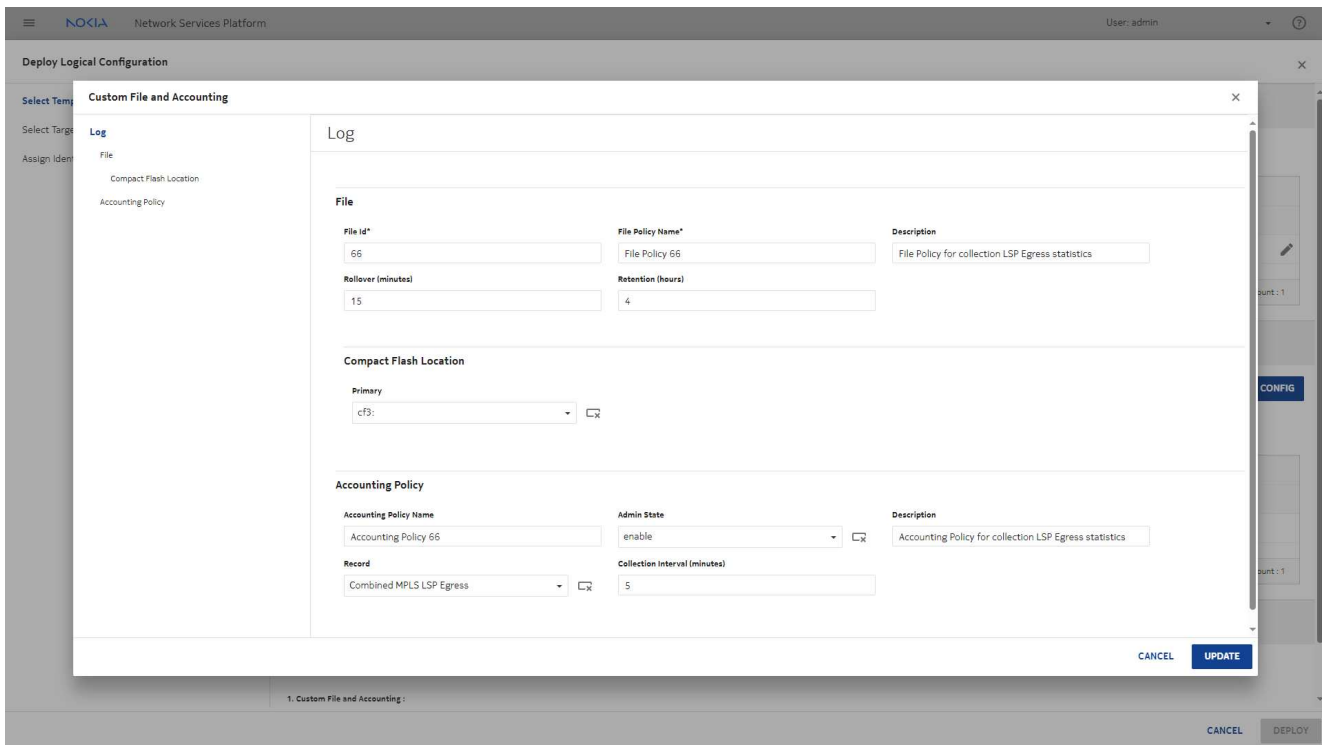 NOKIA Network Services Platform User: admin
Deploy Logical Configuration
Select Temp
Select Targe
Assign Iden
Custom File and Accounting
Log
File
Compact Flash Location
Accounting Policy
Log
File
File Id* File Policy Name* Description
66 File Policy 66 File Policy for collection LSP Egress statistics
Rollover (minutes) Retention (hours)
15 4
Compact Flash Location
Primary
cf3:
Accounting Policy
Accounting Policy Name Admin State Description
Accounting Policy 66 enable Accounting Policy for collection LSP Egress statistics
Record Collection Interval (minutes)
Combined MPLS LSP Egress 5
CANCEL UPDATE
ount : 1
CONFIG
ount : 1
1. Custom File and Accounting :
CANCEL DEPLOY